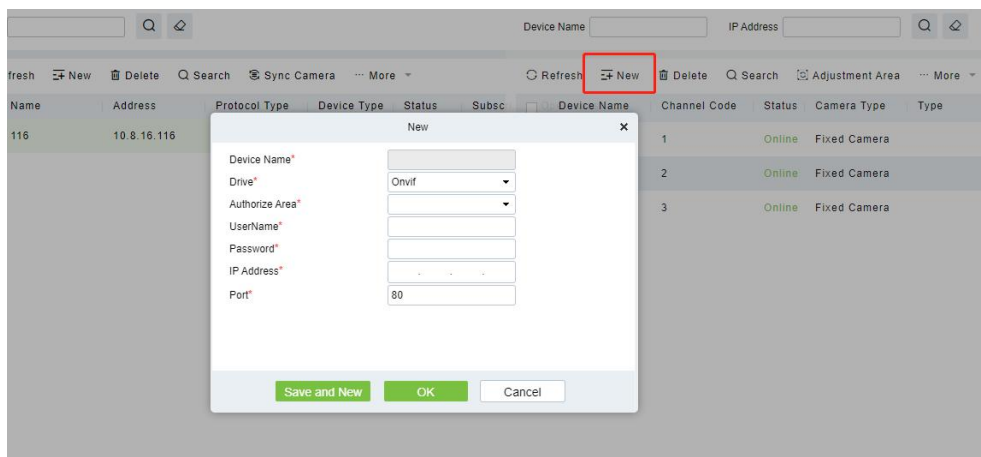 Device Name IP Address
fresh New Delete Search Sync Camera ··· More
Refresh New Delete Search Adjustment Area ··· More
Name Address Protocol Type Device Type Status Subsc
Device Name Channel Code Status Camera Type Type
116 10.8.16.116
1 Online Fixed Camera
2 Online Fixed Camera
3 Online Fixed Camera
New ×
Device Name*
Drive* Onvif
Authorize Area*
UserName*
Password*
IP Address* . . .
Port* 80
Save and New OK Cancel